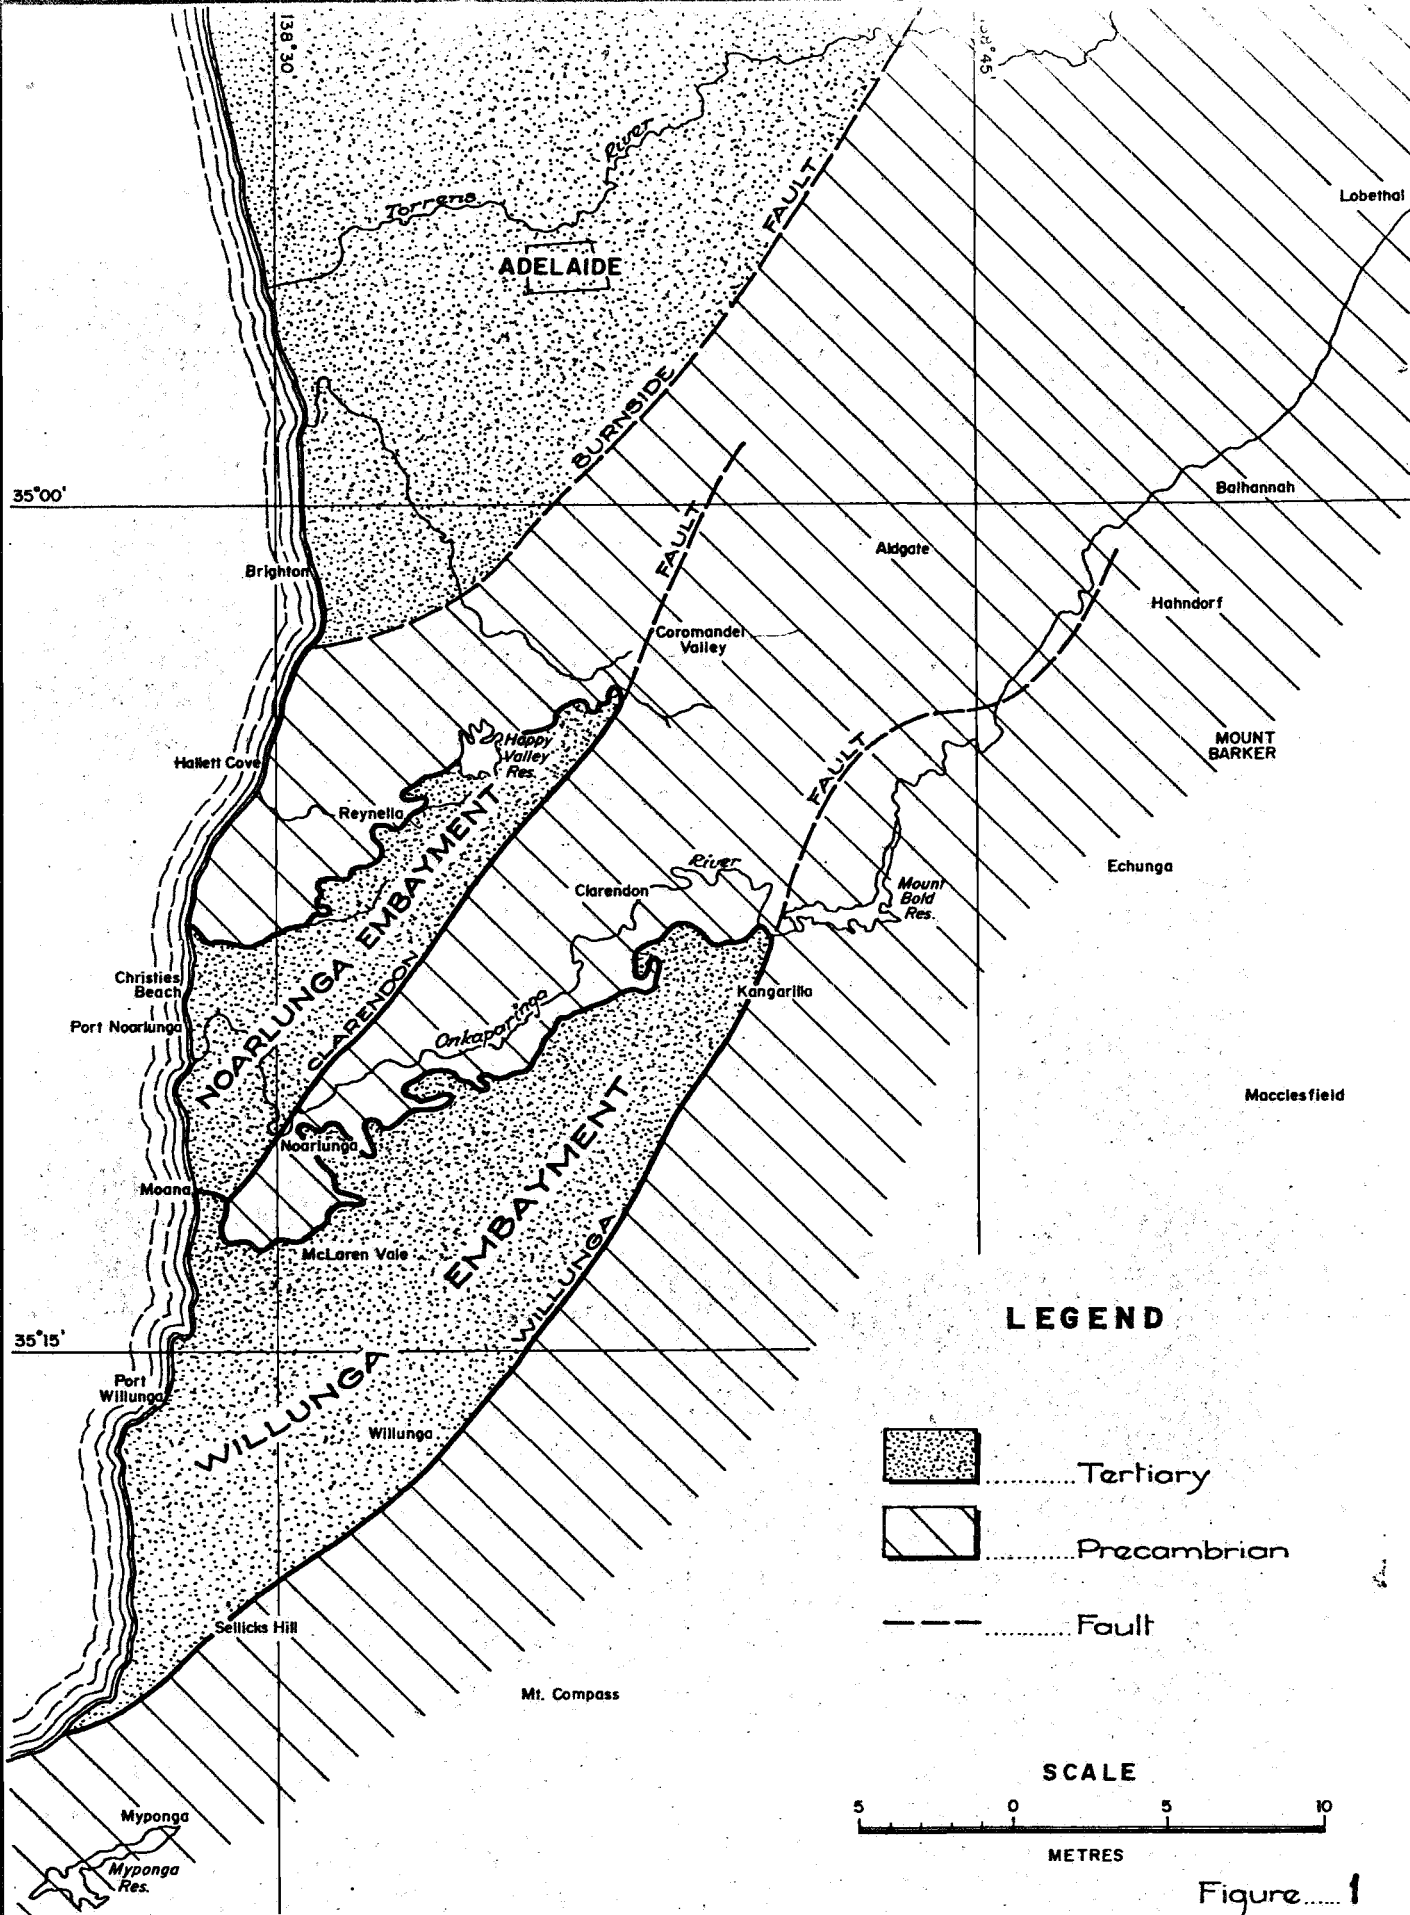 138°30'
138°45'
River
Torrens
ADELAIDE
FAULT
Lobethal
BURNSIDE
35°00'
Balhannah
FAULT
Aldgate
Brighton
Hahndorf
Coromandel
Valley
Happy
Valley
Res.
MOUNT
BARKER
Hallett Cove
FAULT
Reynella
Echunga
River
Clarendon
Mount
Bold
Res.
NOARLUNGA EMBAYMENT
Christies
Beach
Kangarilla
CLARENDON
Port Noarlunga
Onkaparinga
Macclesfield
Noarlunga
Moana
McLaren Vale
WILLUNGA EMBAYMENT
WILLUNGA
35°15'
Port
Willunga
Willunga
Sellicks Hill
Mt. Compass
Myponga
Myponga
Res.
LEGEND
............Tertiary
............Precambrian
............Fault
SCALE
5 0 5 10
METRES
Figure...... 1